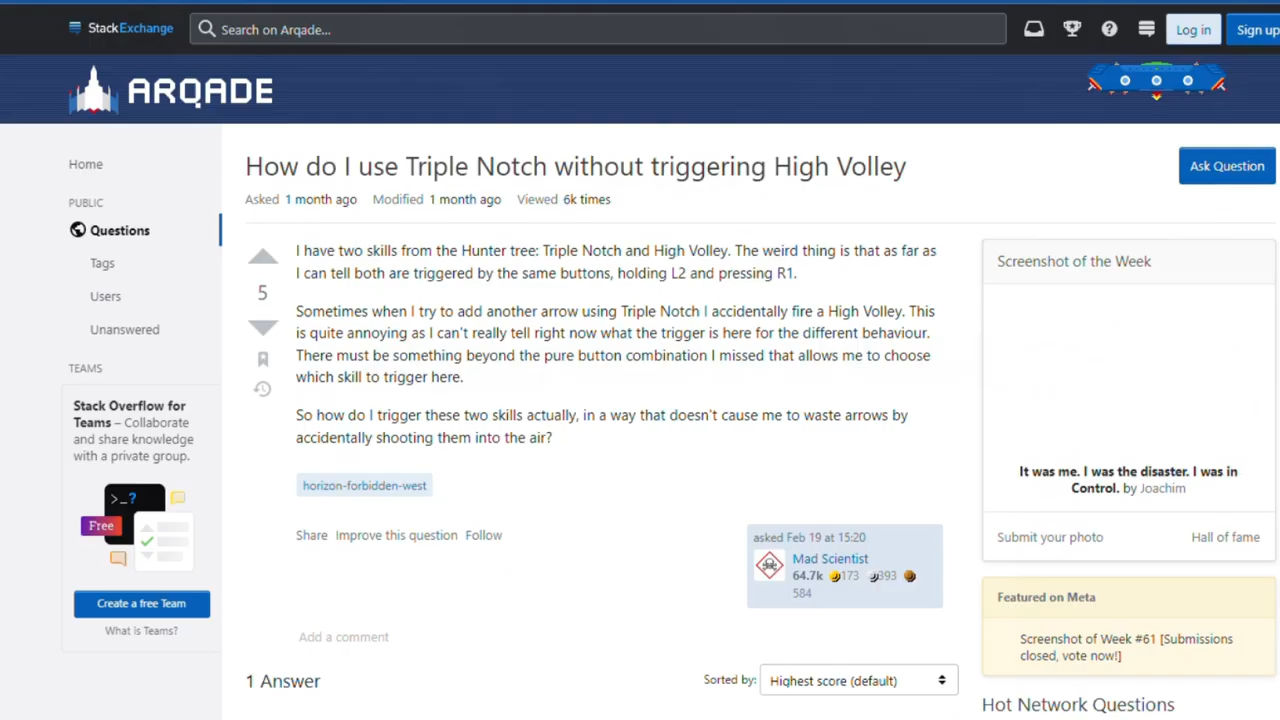 StackExchange
Search on Arqade...
Log in
Sign up
ARQADE
Home
PUBLIC
Questions
Tags
Users
Unanswered
TEAMS
Stack Overflow for
Teams – Collaborate
and share knowledge
with a private group.
>_?
Free
Create a free Team
What is Teams?
How do I use Triple Notch without triggering High Volley
Ask Question
Asked 1 month ago Modified 1 month ago Viewed 6k times
5
I have two skills from the Hunter tree: Triple Notch and High Volley. The weird thing is that as far as
I can tell both are triggered by the same buttons, holding L2 and pressing R1.
Sometimes when I try to add another arrow using Triple Notch I accidentally fire a High Volley. This
is quite annoying as I can't really tell right now what the trigger is here for the different behaviour.
There must be something beyond the pure button combination I missed that allows me to choose
which skill to trigger here.
So how do I trigger these two skills actually, in a way that doesn't cause me to waste arrows by
accidentally shooting them into the air?
horizon-forbidden-west
Share Improve this question Follow
asked Feb 19 at 15:20
Mad Scientist
64.7k 173 393
584
Add a comment
1 Answer
Sorted by: Highest score (default)
Screenshot of the Week
It was me. I was the disaster. I was in
Control. by Joachim
Submit your photo Hall of fame
Featured on Meta
Screenshot of Week #61 [Submissions
closed, vote now!]
Hot Network Questions